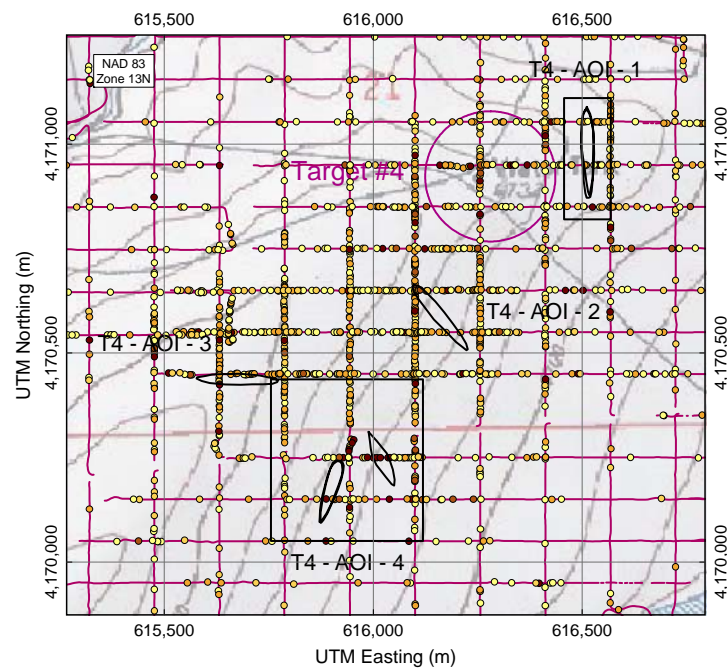 615,500
616,000
616,500
NAD 83
Zone 13N
T4 - AOI - 1
21
Target #4
T4 - AOI - 2
T4 - AOI - 3
T4 - AOI - 4
4,171,000
4,170,500
4,170,000
4,171,000
4,170,500
4,170,000
UTM Northing (m)
615,500
616,000
616,500
UTM Easting (m)